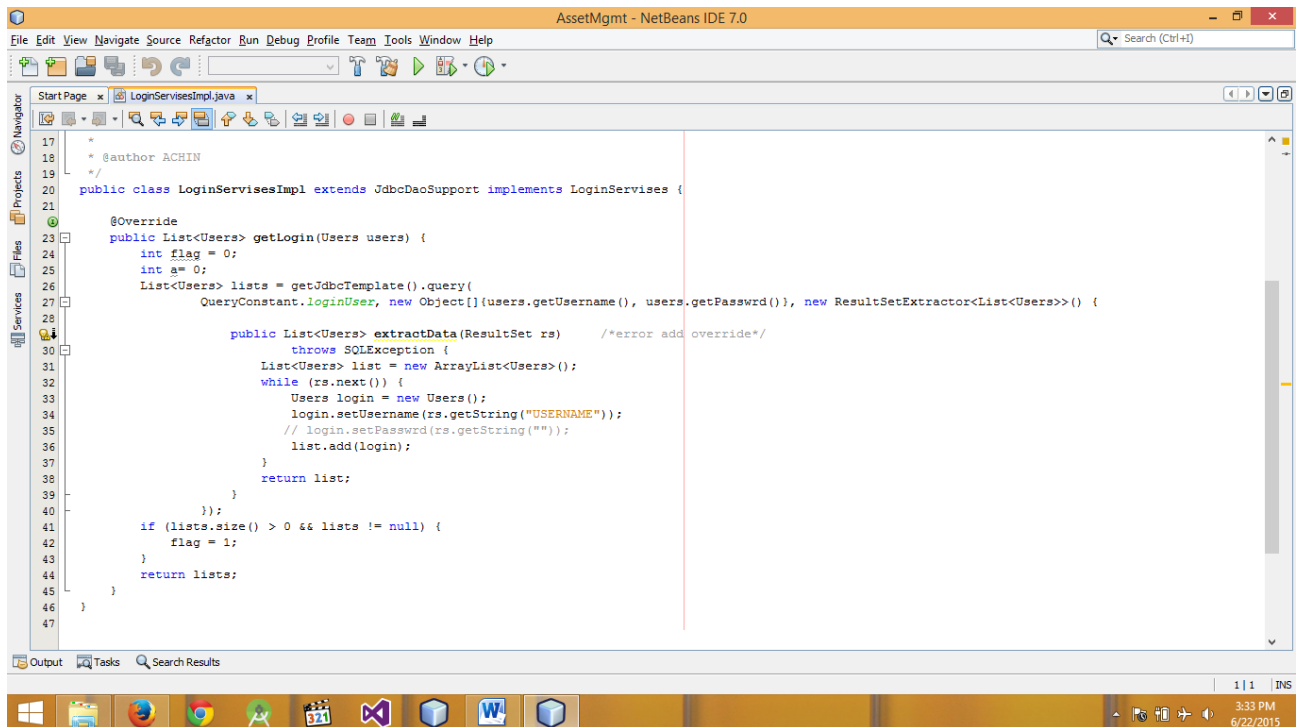 AssetMgmt - NetBeans IDE 7.0
File Edit View Navigate Source Refactor Run Debug Profile Team Tools Window Help
Search (Ctrl+I)
Start Page x LoginServisesImpl.java x
Navigator
Projects
Files
Services
17 *
18 * @author ACHIN
19 */
20 public class LoginServisesImpl extends JdbcDaoSupport implements LoginServises {
21
@Override
23 public List<Users> getLogin(Users users) {
24 int flag = 0;
25 int a= 0;
26 List<Users> lists = getJdbcTemplate().query(
27 QueryConstant.loginUser, new Object[]{users.getUsername(), users.getPasswrd()}, new ResultSetExtractor<List<Users>>() {
28
public List<Users> extractData(ResultSet rs) /*error add override*/
30 throws SQLException {
31 List<Users> list = new ArrayList<Users>();
32 while (rs.next()) {
33 Users login = new Users();
34 login.setUsername(rs.getString("USERNAME"));
35 // login.setPasswrd(rs.getString(""));
36 list.add(login);
37 }
38 return list;
39 }
40 });
41 if (lists.size() > 0 && lists != null) {
42 flag = 1;
43 }
44 return lists;
45 }
46 }
47
Output Tasks Search Results
1|1 INS
321
3:33 PM
6/22/2015